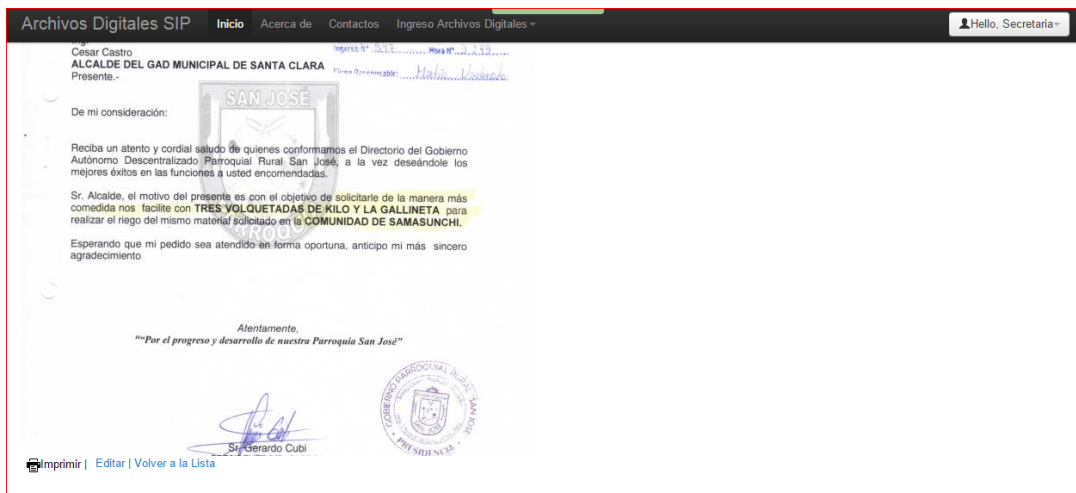 Archivos Digitales SIP Inicio Acerca de Contactos Ingreso Archivos Digitales Hello, Secretaria
Cesar Castro
ALCALDE DEL GAD MUNICIPAL DE SANTA CLARA
Presente.-
Ingreso N° Hora N°
Firma Responsable:
SAN JOSÉ
De mi consideración:
Reciba un atento y cordial saludo de quienes conformamos el Directorio del Gobierno
Autónomo Descentralizado Parroquial Rural San José, a la vez deseándole los
mejores éxitos en las funciones a usted encomendadas.
Sr. Alcalde, el motivo del presente es con el objetivo de solicitarle de la manera más
comedida nos facilite con TRES VOLQUETADAS DE KILO Y LA GALLINETA para
realizar el riego del mismo material solicitado en la COMUNIDAD DE SAMASUNCHI.
PARROQUIA
Esperando que mi pedido sea atendido en forma oportuna, anticipo mi más sincero
agradecimiento
Atentamente,
““Por el progreso y desarrollo de nuestra Parroquia San José”
GOBIERNO PARROQUIAL RURAL "SAN JOSE"
PRESIDENCIA
Sr. Gerardo Cubi
Imprimir | Editar | Volver a la Lista